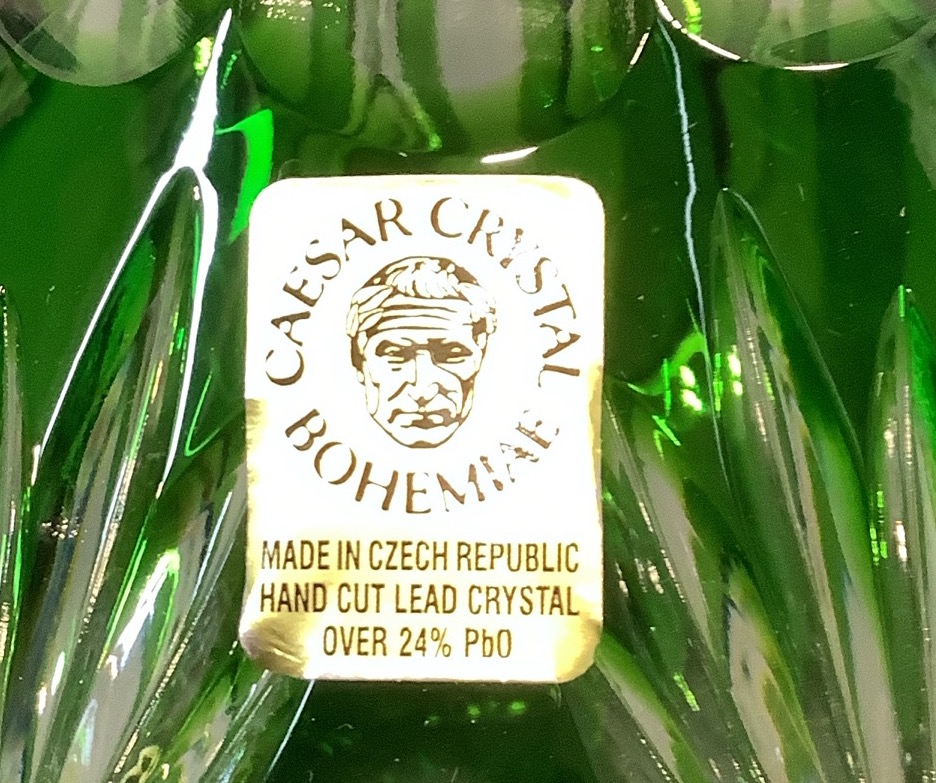 CAESAR CRYSTAL
BOHEMIAE
MADE IN CZECH REPUBLIC
HAND CUT LEAD CRYSTAL
OVER 24% PbO